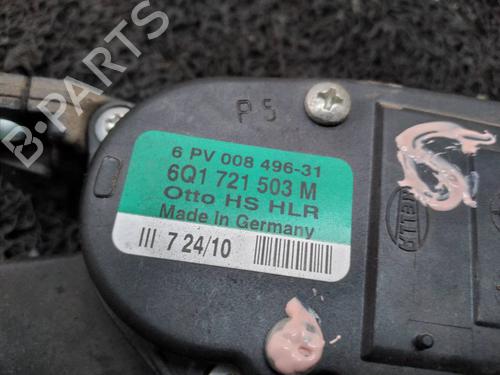 P5
6 PV 008 496-31
6Q1 721 503 M
Otto HS HLR
Made in Germany
III 7 24/10
HELLA
B-PARTS